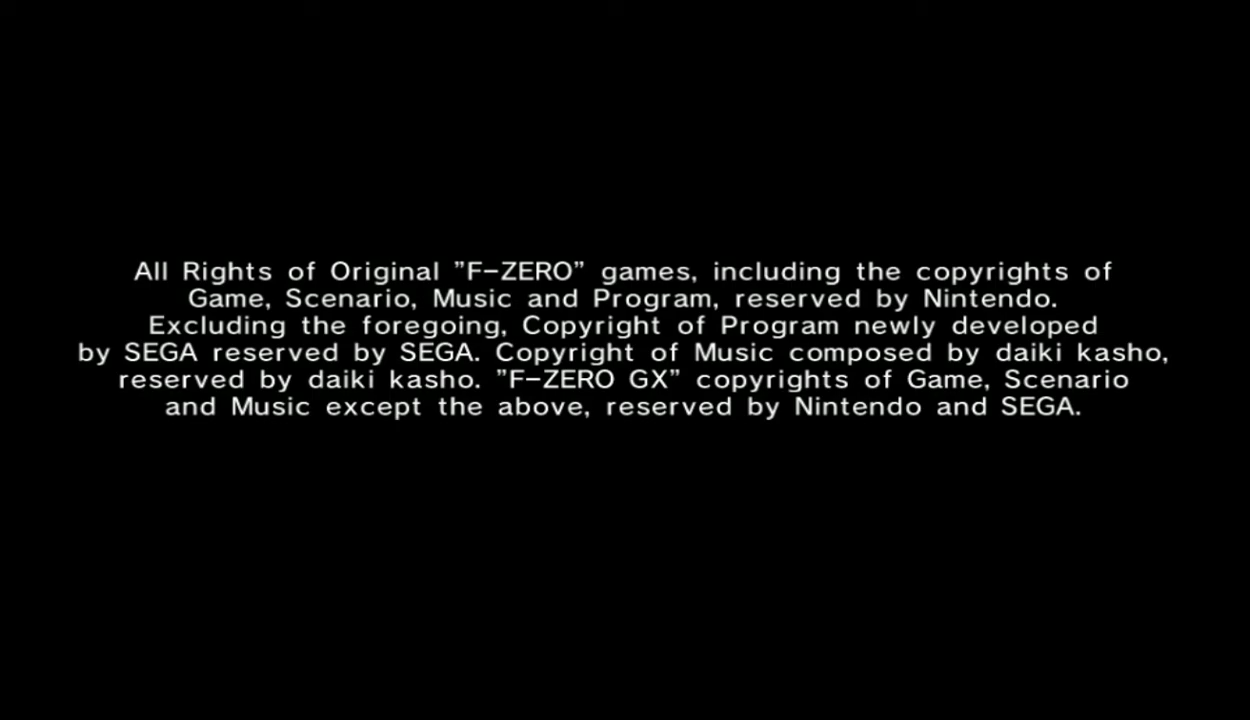 All Rights of Original ”F−ZERO” games, including the copyrights of
Game, Scenario, Music and Program, reserved by Nintendo.
Excluding the foregoing, Copyright of Program newly developed
by SEGA reserved by SEGA. Copyright of Music composed by daiki kasho,
reserved by daiki kasho. ”F−ZERO GX” copyrights of Game, Scenario
and Music except the above, reserved by Nintendo and SEGA.